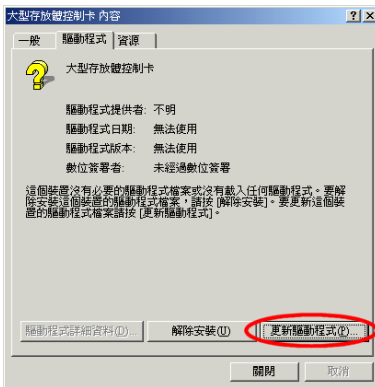 大型存放體控制卡 內容
一般 驅動程式 資源
大型存放體控制卡
驅動程式提供者: 不明
驅動程式日期: 無法使用
驅動程式版本: 無法使用
數位簽署者: 未經過數位簽署
這個裝置沒有必要的驅動程式檔案或沒有載入任何驅動程式。要解
除安裝這個裝置的驅動程式檔案，請按 [解除安裝]。要更新這個裝
置的驅動程式檔案請按 [更新驅動程式]。
驅動程式詳細資料(D)... 解除安裝(U) 更新驅動程式(P)...
關閉 取消